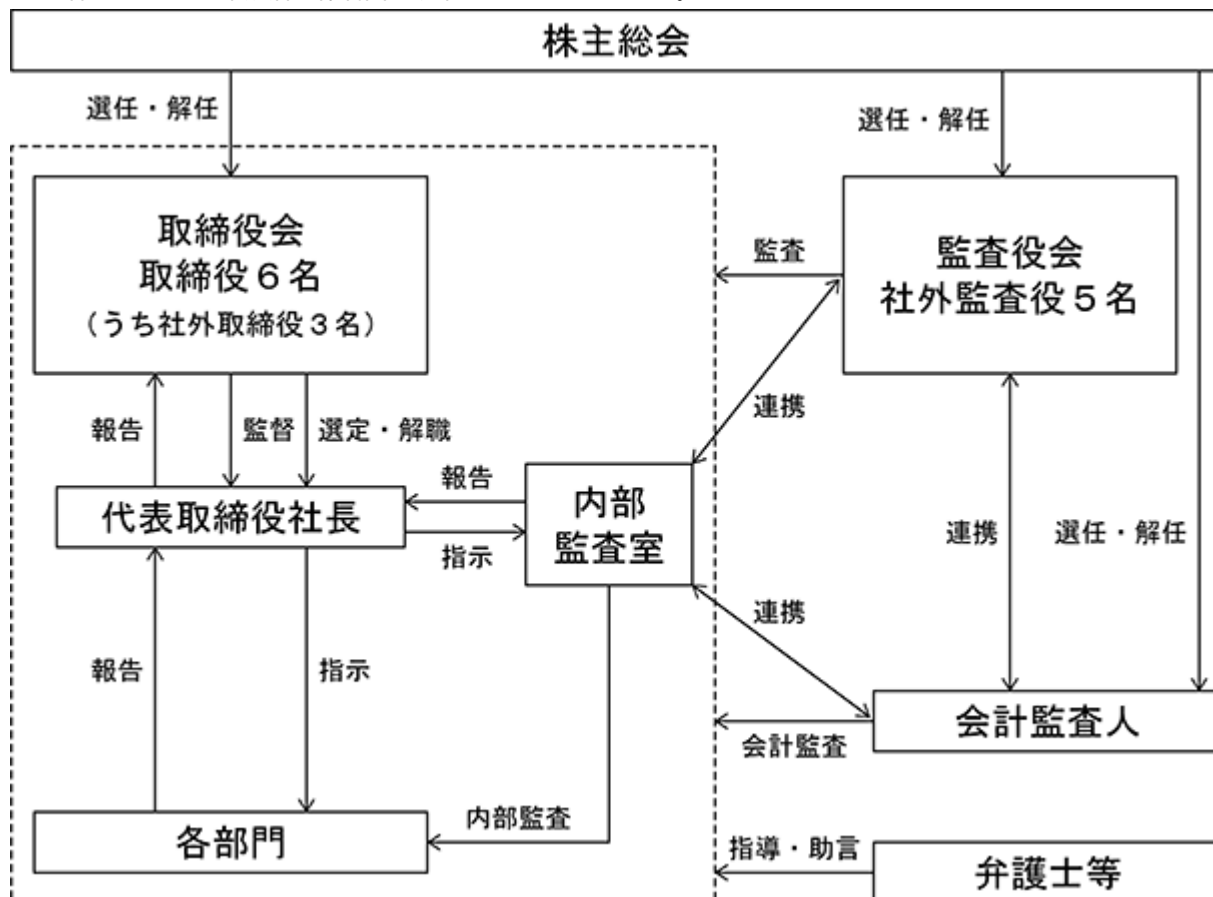 株主総会
選任・解任
選任・解任
取締役会
取締役６名
（うち社外取締役３名）
監査
監査役会
社外監査役５名
連携
報告
監督
選定・解職
報告
代表取締役社長
指示
内部
監査室
連携
選任・解任
連携
報告
指示
会計監査人
会計監査
内部監査
各部門
指導・助言
弁護士等